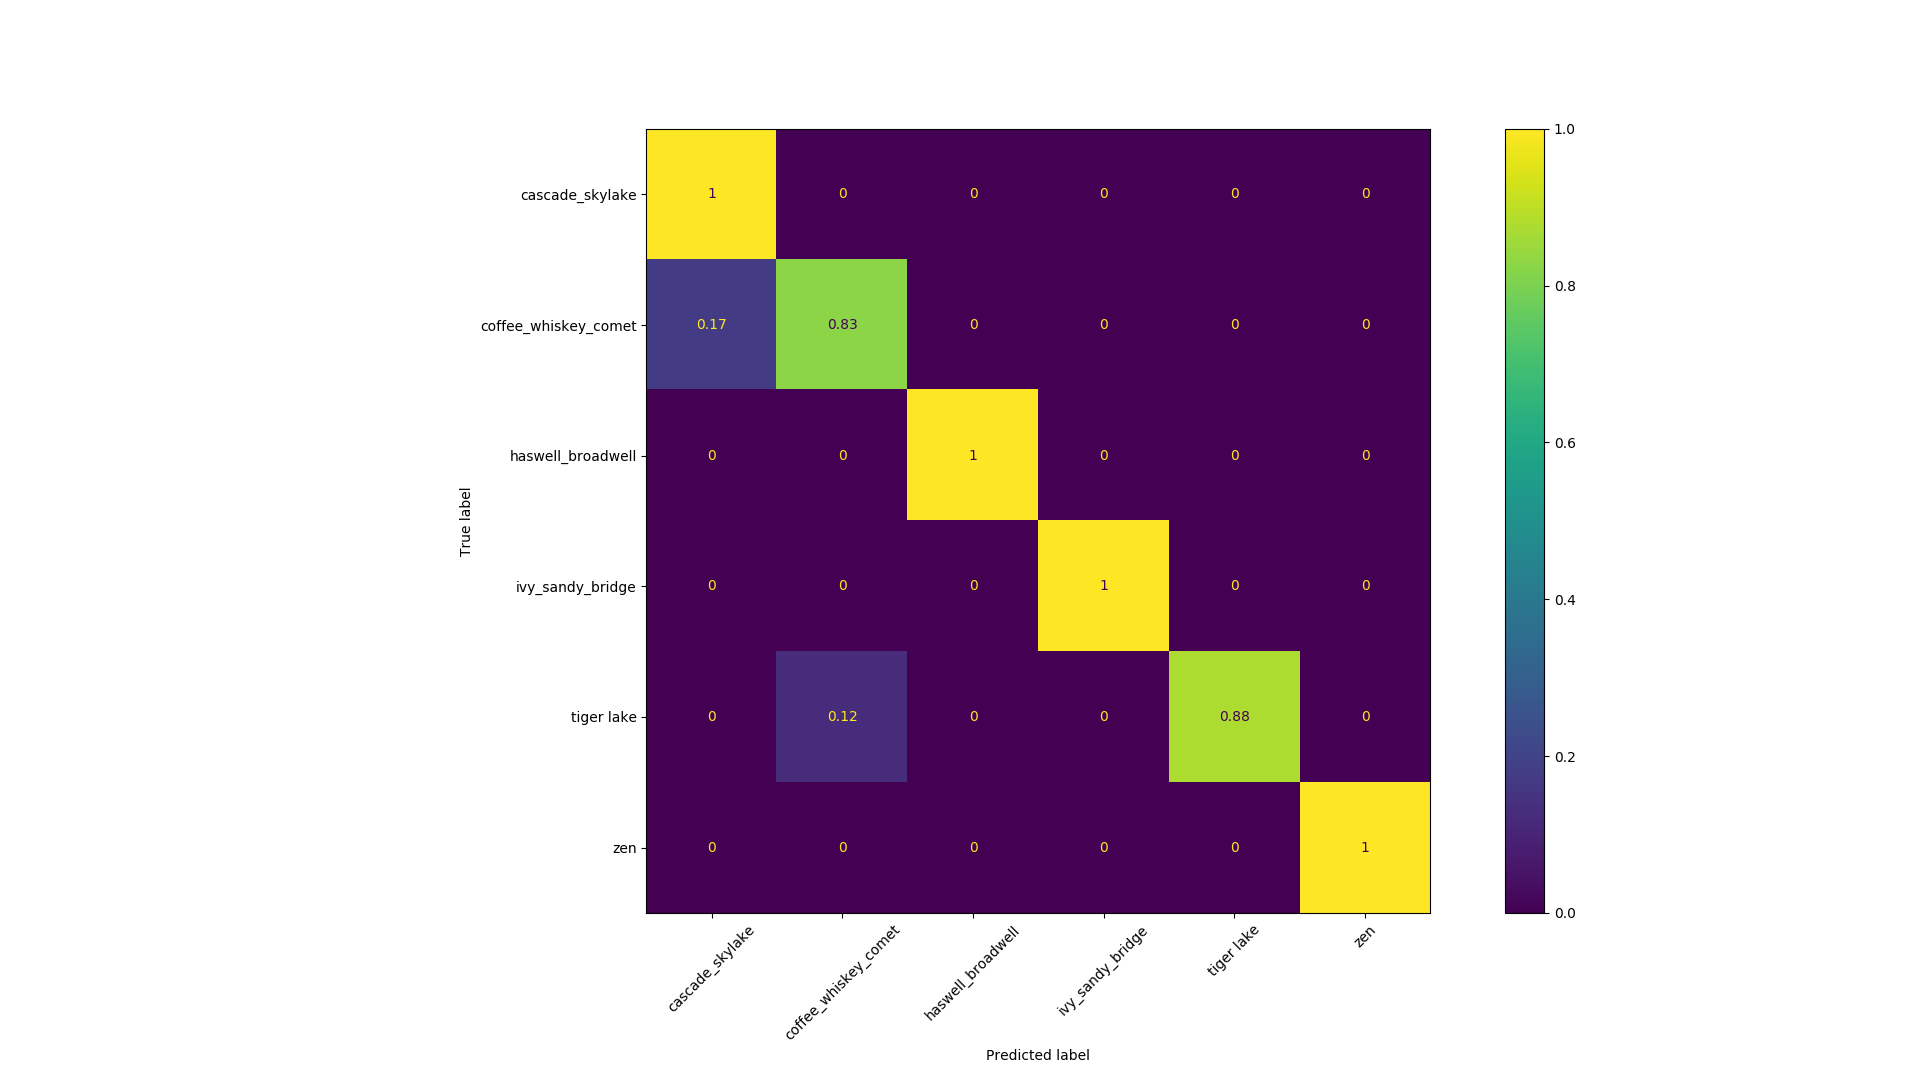 cascade_skylake 1 0 0 0 0 0
coffee_whiskey_comet 0.17 0.83 0 0 0 0
haswell_broadwell 0 0 1 0 0 0
ivy_sandy_bridge 0 0 0 1 0 0
tiger lake 0 0.12 0 0 0.88 0
zen 0 0 0 0 0 1
True label
cascade_skylake
coffee_whiskey_comet
haswell_broadwell
ivy_sandy_bridge
tiger lake
zen
Predicted label
1.0
0.8
0.6
0.4
0.2
0.0